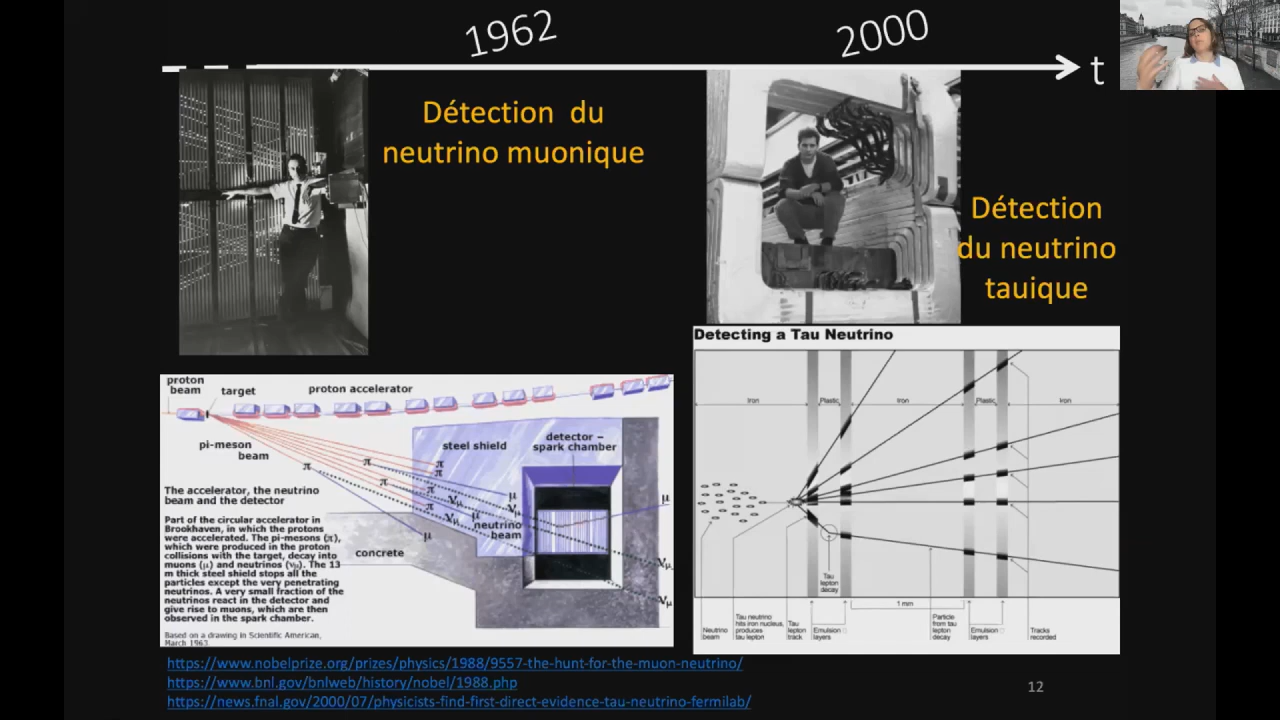 1962
2000
t
Détection du
neutrino muonique
Détection
du neutrino
tauique
proton
beam
target
proton accelerator
pi-meson
beam
steel shield
detector –
spark chamber
π
π
π
π
π
π
μ
νμ
νμ
μ
νμ
μ
μ
neutrino
beam
concrete
νμ
νμ
The accelerator, the neutrino
beam and the detector
Part of the circular accelerator in
Brookhaven, in which the protons
were accelerated. The pi-mesons (π),
which were produced in the proton
collisions with the target, decay into
muons (μ) and neutrinos (νμ). The 13
m thick steel shield stops all the
particles except the very penetrating
neutrinos. A very small fraction of the
neutrinos react in the detector and
give rise to muons, which are then
observed in the spark chamber.
Based on a drawing in Scientific American,
March 1963.
Detecting a Tau Neutrino
Iron
Plastic
Iron
Plastic
Iron
Tau
lepton
decay
1 mm
Neutrino
beam
Tau neutrino
hits iron nucleus,
produces
tau lepton
Tau
lepton
track
Emulsion
layers
Particle
from tau
lepton
decay
Emulsion
layers
Tracks
recorded
https://www.nobelprize.org/prizes/physics/1988/9557-the-hunt-for-the-muon-neutrino/
https://www.bnl.gov/bnlweb/history/nobel/1988.php
https://news.fnal.gov/2000/07/physicists-find-first-direct-evidence-tau-neutrino-fermilab/
12